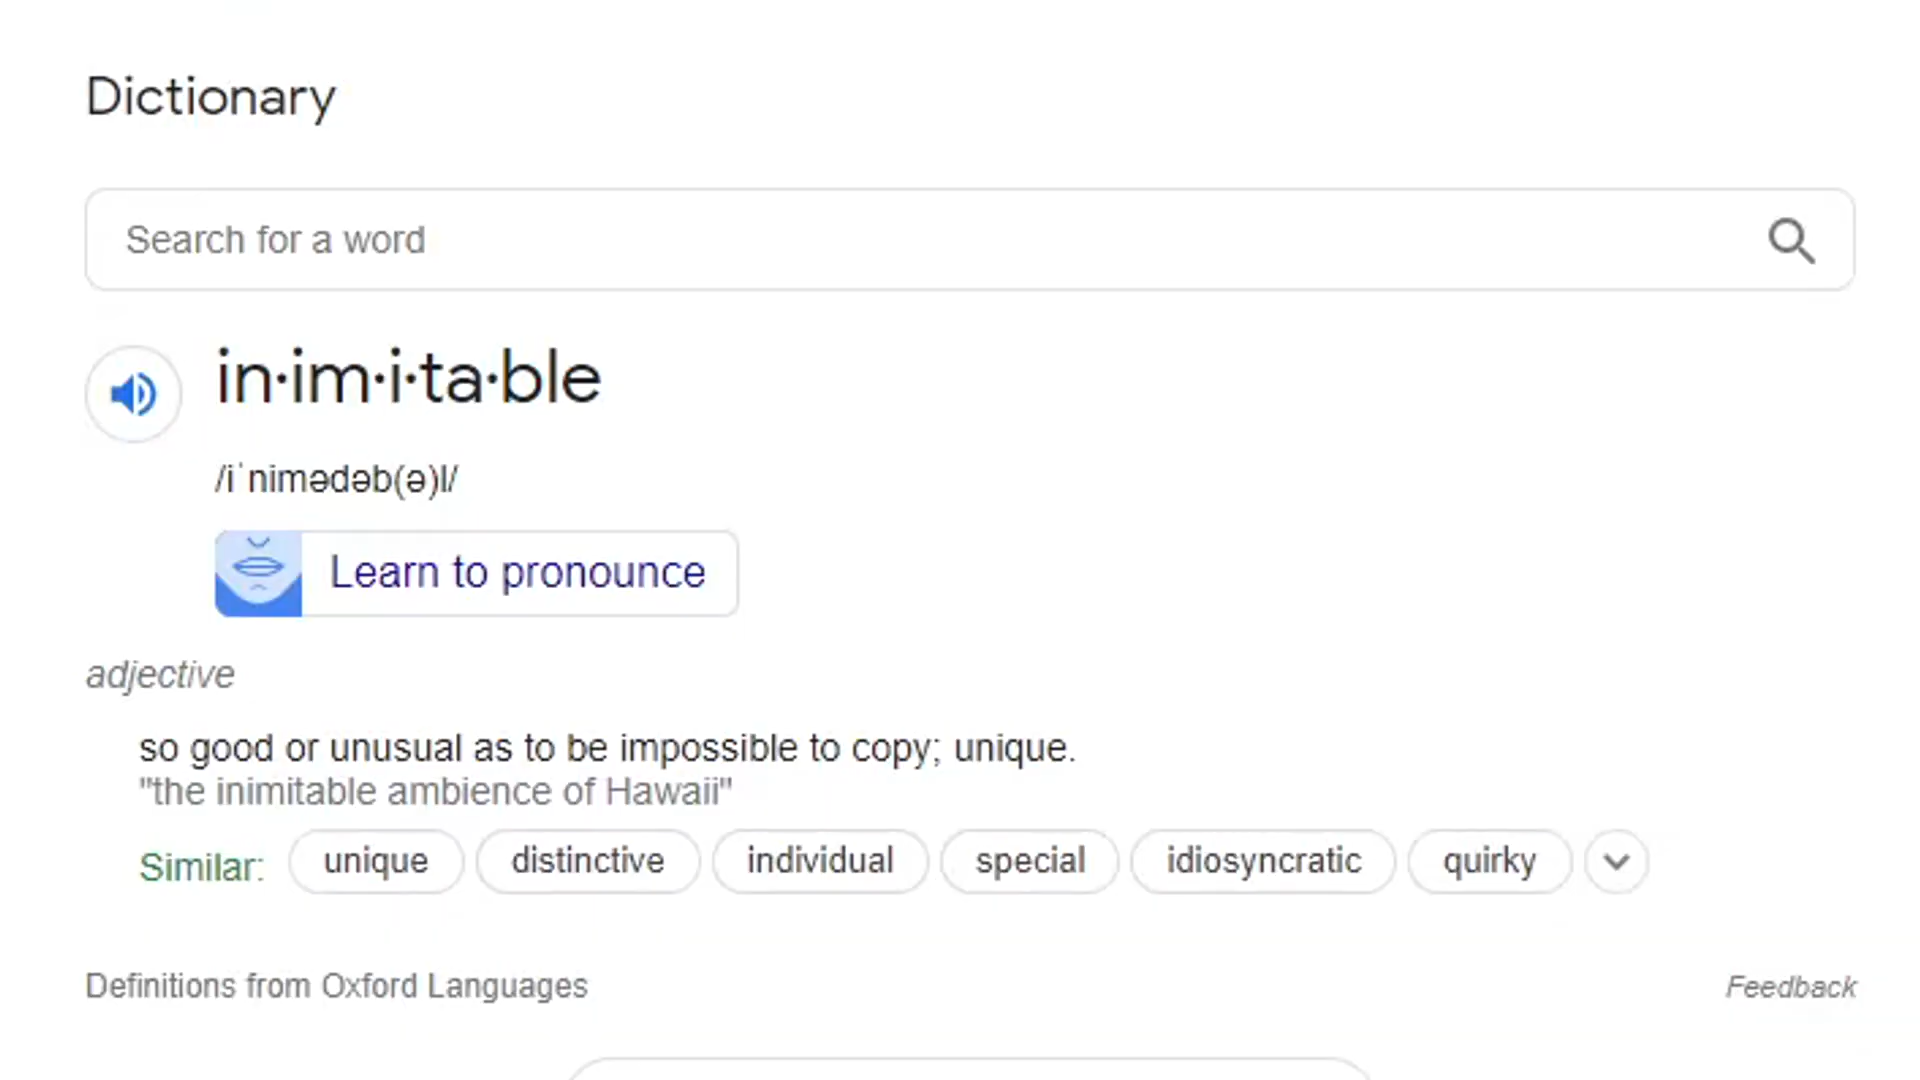 Dictionary
Search for a word
in·im·i·ta·ble
/iˈnimədəb(ə)l/
Learn to pronounce
adjective
so good or unusual as to be impossible to copy; unique.
"the inimitable ambience of Hawaii"
Similar: unique distinctive individual special idiosyncratic quirky
Definitions from Oxford Languages Feedback